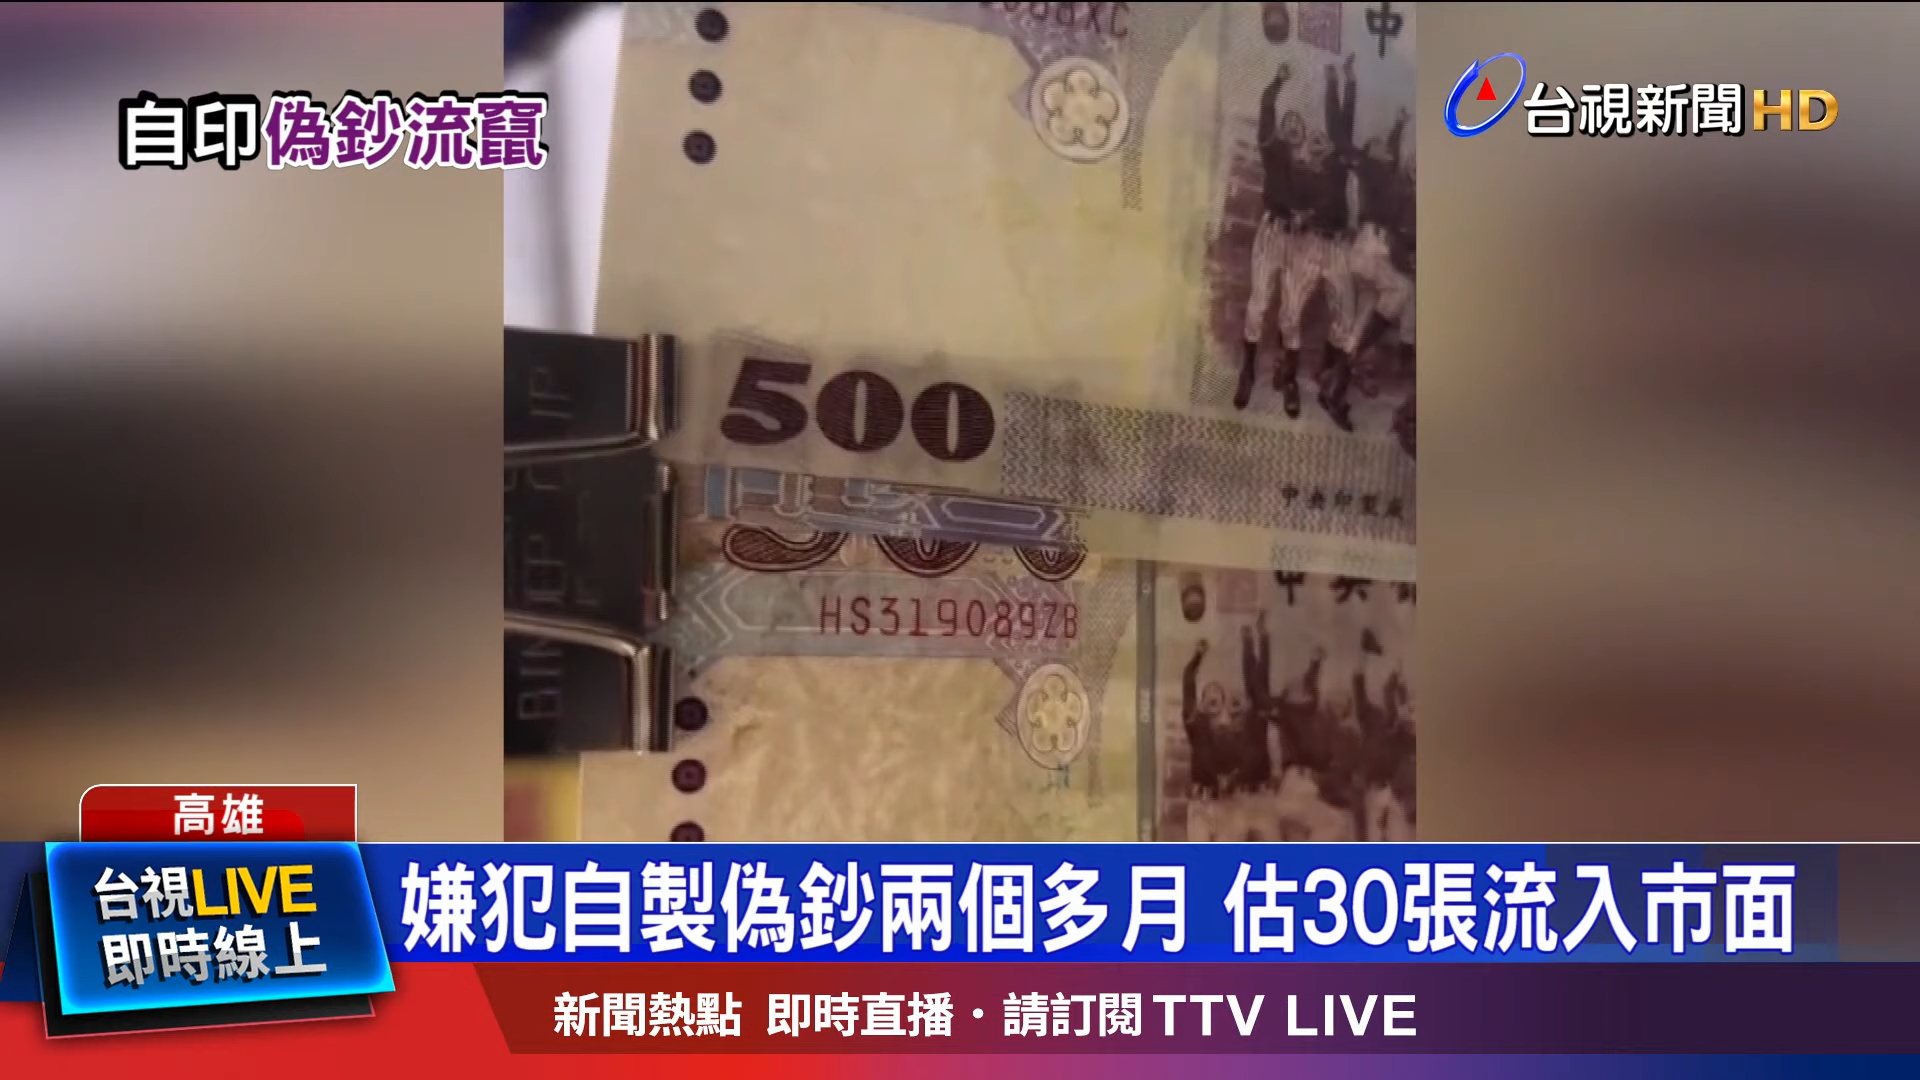 自印偽鈔流竄
台視新聞HD
中
500
中央印製廠
HS319089ZB
中央
高雄
台視LIVE
即時線上
嫌犯自製偽鈔兩個多月 估30張流入市面
新聞熱點 即時直播·請訂閱TTV LIVE